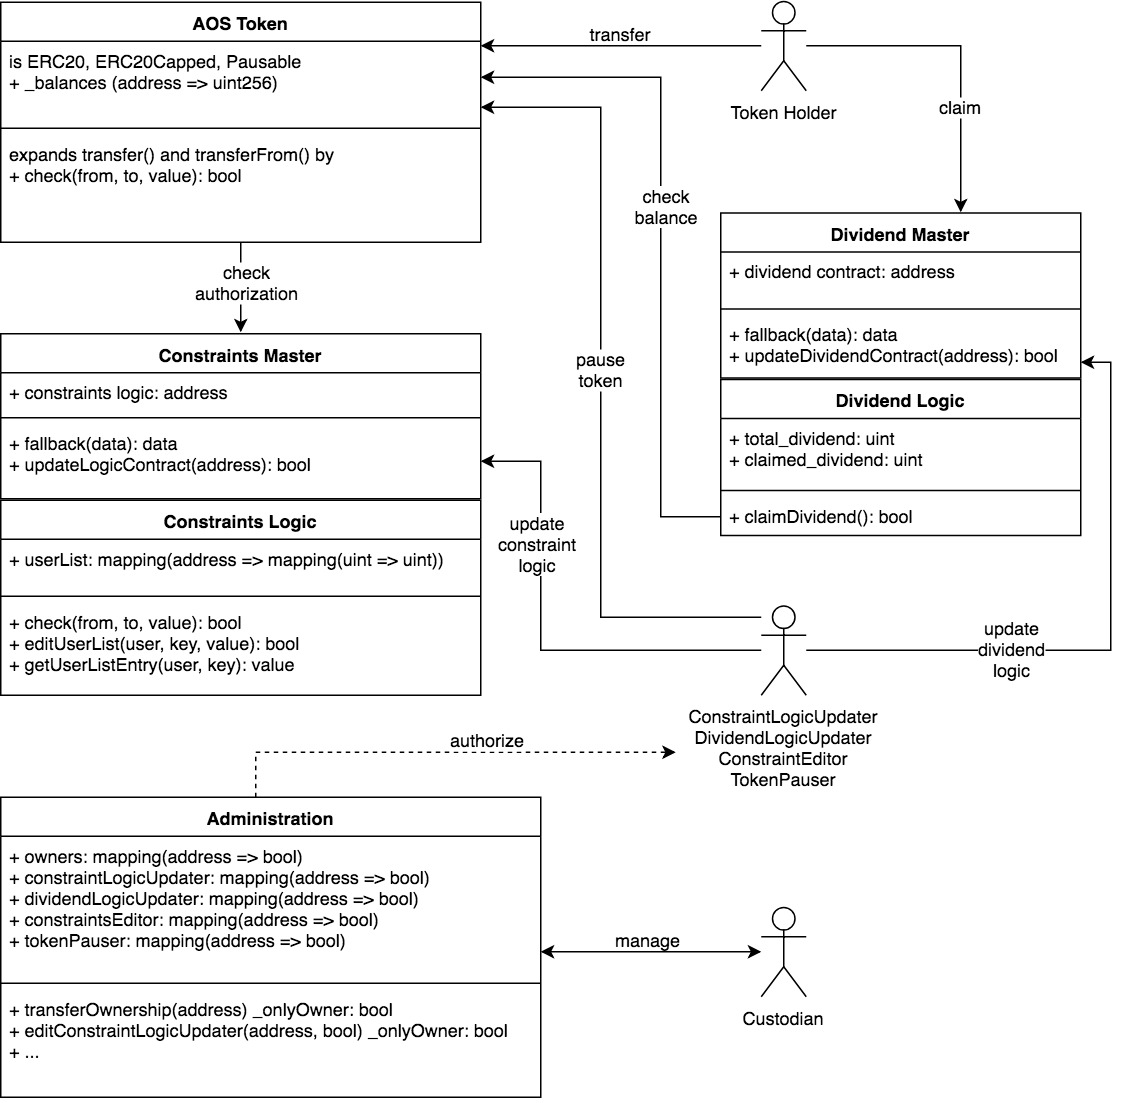 AOS Token
is ERC20, ERC20Capped, Pausable
+ _balances (address => uint256)
expands transfer() and transferFrom() by
+ check(from, to, value): bool
transfer
Token Holder
claim
check
balance
check
authorization
pause
token
Dividend Master
+ dividend contract: address
+ fallback(data): data
+ updateDividendContract(address): bool
Dividend Logic
+ total_dividend: uint
+ claimed_dividend: uint
+ claimDividend(): bool
Constraints Master
+ constraints logic: address
+ fallback(data): data
+ updateLogicContract(address): bool
Constraints Logic
+ userList: mapping(address => mapping(uint => uint))
+ check(from, to, value): bool
+ editUserList(user, key, value): bool
+ getUserListEntry(user, key): value
update
constraint
logic
update
dividend
logic
ConstraintLogicUpdater
DividendLogicUpdater
ConstraintEditor
TokenPauser
authorize
Administration
+ owners: mapping(address => bool)
+ constraintLogicUpdater: mapping(address => bool)
+ dividendLogicUpdater: mapping(address => bool)
+ constraintsEditor: mapping(address => bool)
+ tokenPauser: mapping(address => bool)
+ transferOwnership(address) _onlyOwner: bool
+ editConstraintLogicUpdater(address, bool) _onlyOwner: bool
+ ...
manage
Custodian